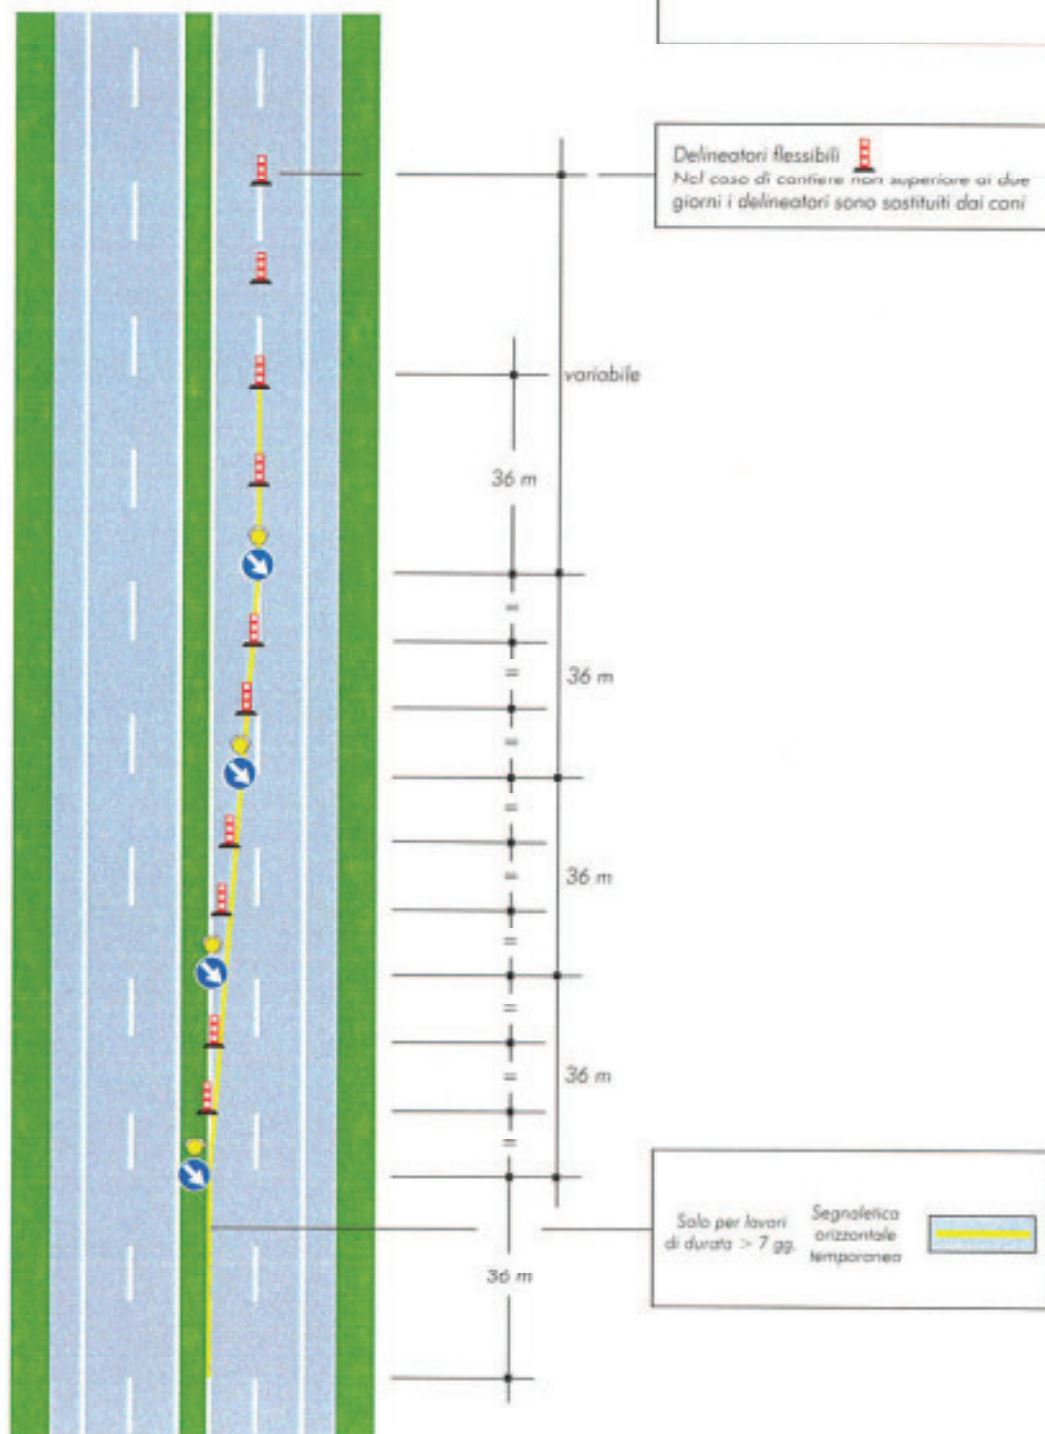 Delineatori flessibili
Nel caso di cantiere non superiore ai due
giorni i delineatori sono sostituiti dai coni
variabile
36 m
=
=
36 m
=
=
=
36 m
=
=
=
36 m
=
=
Solo per lavori
di durata > 7 gg.
Segnaletica
orizzontale
temporanea
36 m